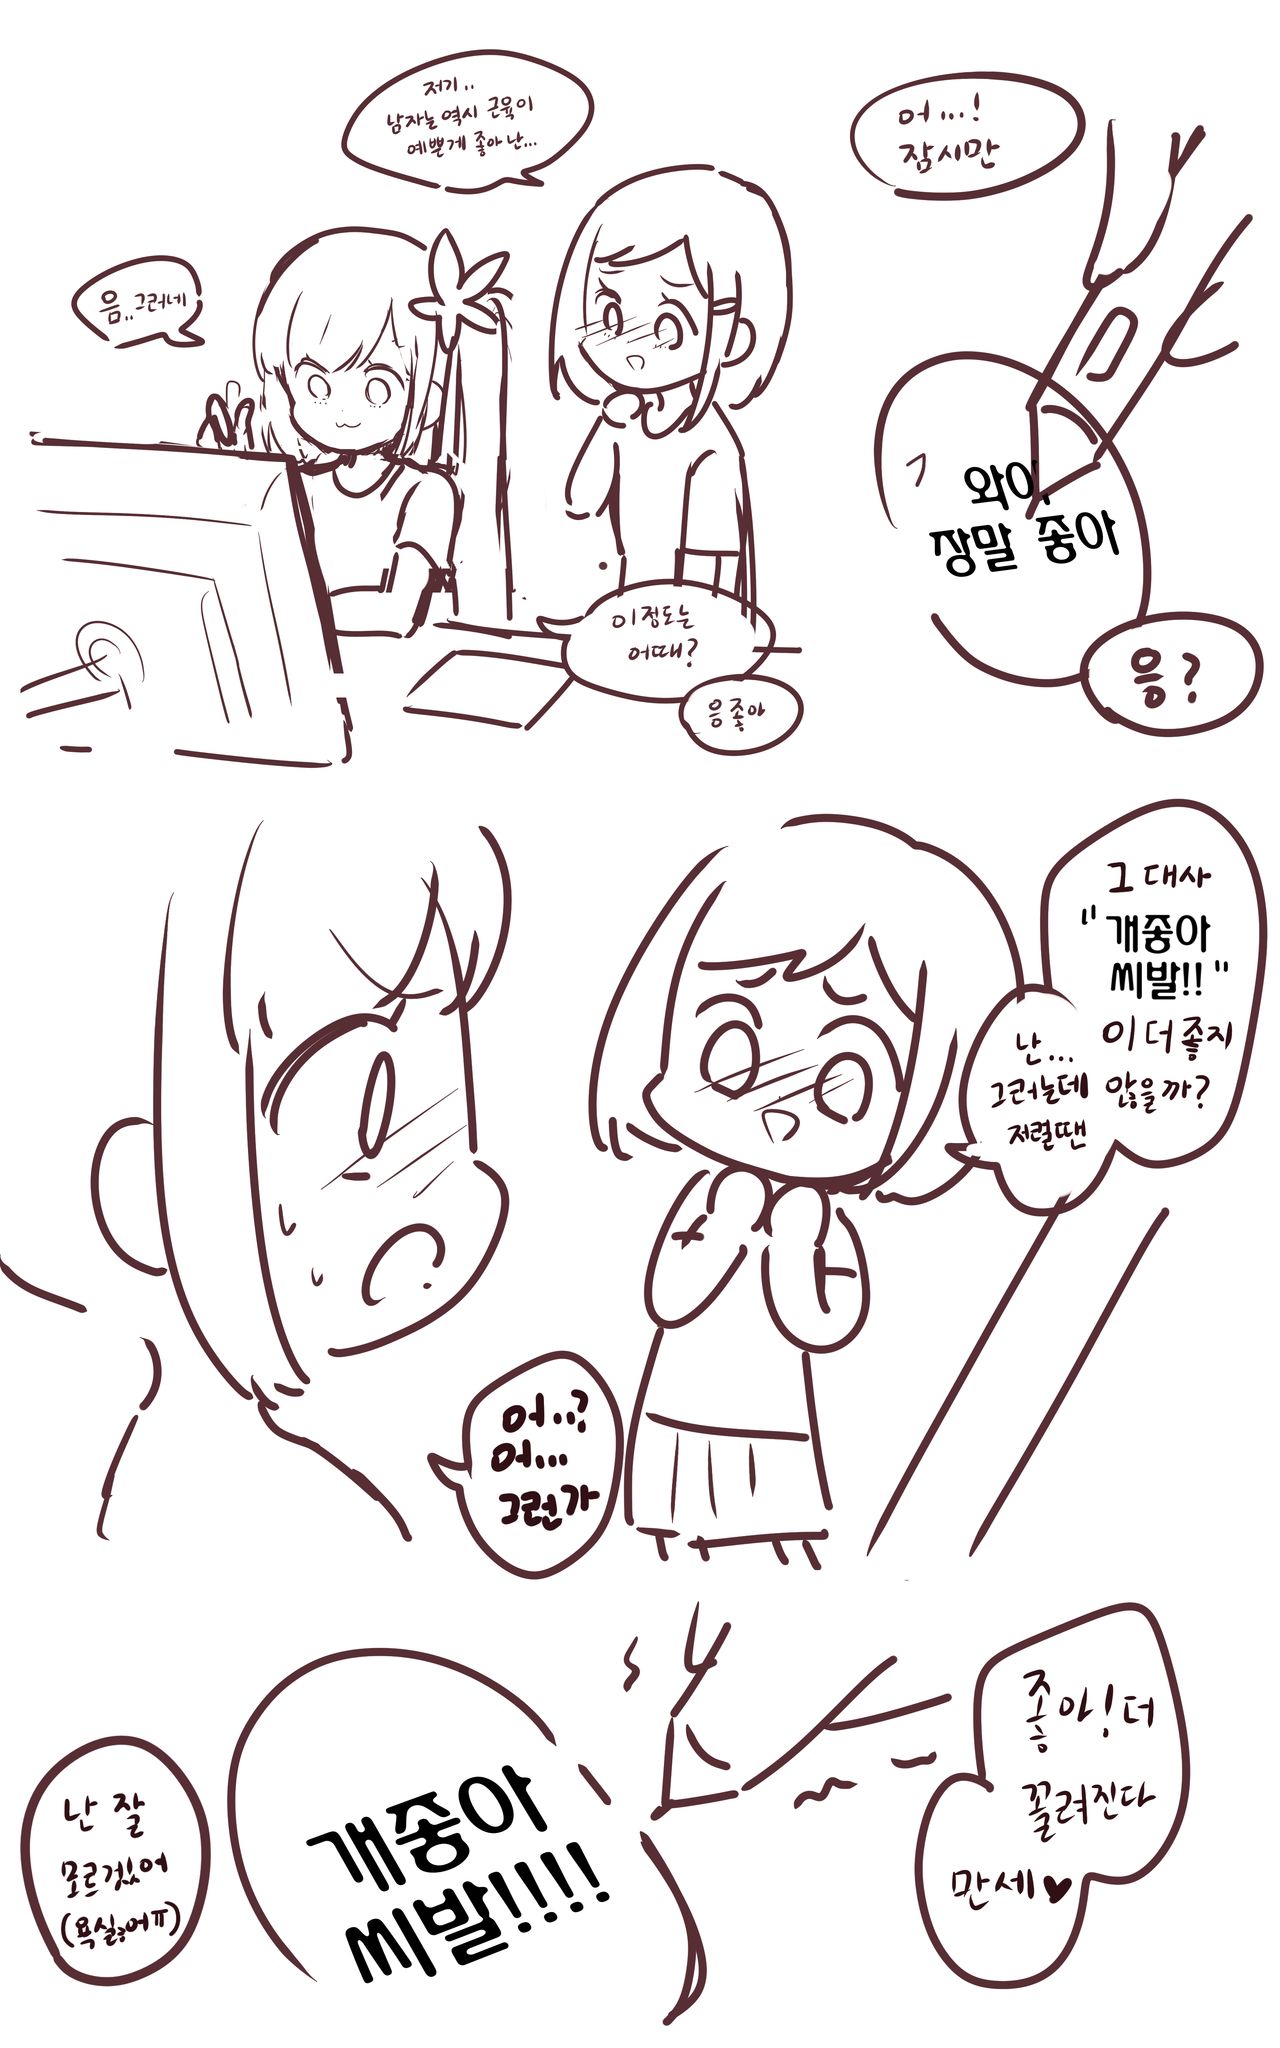 저기..
남자는 역시 근육이
예쁜게 좋아 난...
음..그러네
이정도는
어때?
응 좋아
어...!
잠시만
와아
장말 좋아
응?
그 대사
"개좋아
씨발!!"
이 더 좋지
않을까?
난...
그러는데
저럴땐
어..?
어...
그런가
좋아! 더
꼴려진다
만세♥
개좋아
씨발!!!!
난 잘
모르겠어
(욕싫어ㅠ)